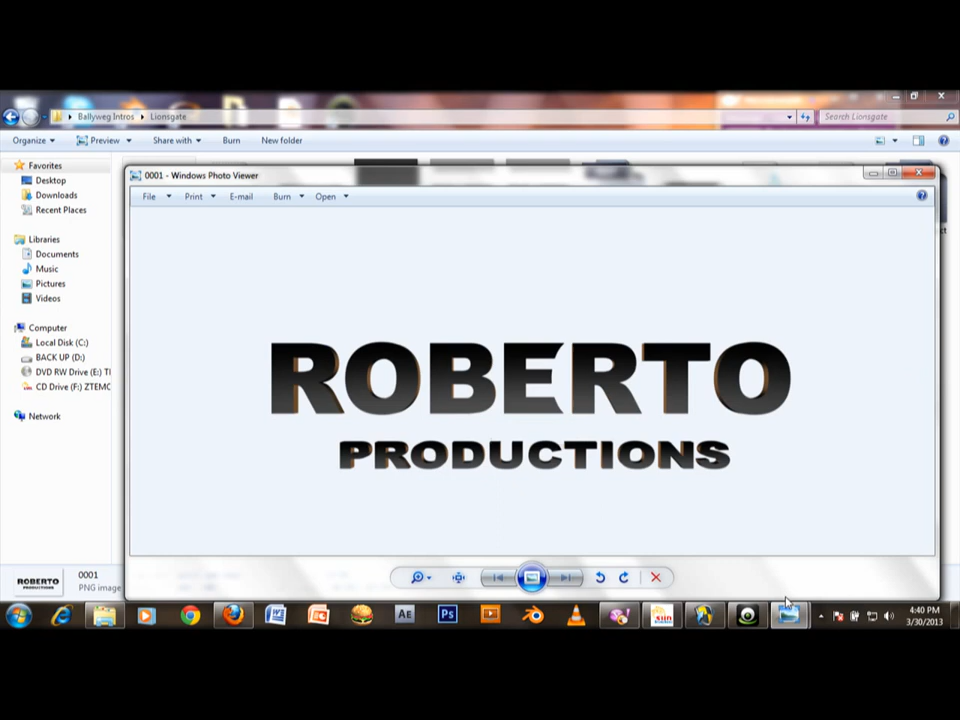 Ballyweg Intros
Lionsgate
Search Lionsgate
Organize
Preview
Share with
Burn
New folder
Favorites
Desktop
Downloads
Recent Places
Libraries
Documents
Music
Pictures
Videos
Computer
Local Disk (C:)
BACK UP (D:)
DVD RW Drive (E:) Tl
CD Drive (F:) ZTEMC
Network
0001 - Windows Photo Viewer
File
Print
E-mail
Burn
Open
ROBERTO
PRODUCTIONS
ROBERTO
PRODUCTIONS
0001
PNG image
AE
Ps
4:40 PM
3/30/2013